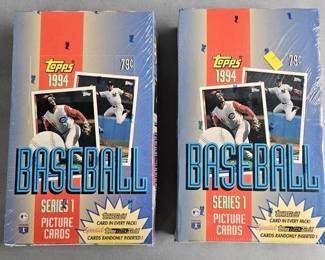 Topps
1994
79¢
BASEBALL
SERIES 1
PICTURE
CARDS
CARD IN EVERY PACK!
CARDS RANDOMLY INSERTED!
Topps
1994
79¢
BASEBALL
SERIES 1
PICTURE
CARDS
CARD IN EVERY PACK!
CARDS RANDOMLY INSERTED!